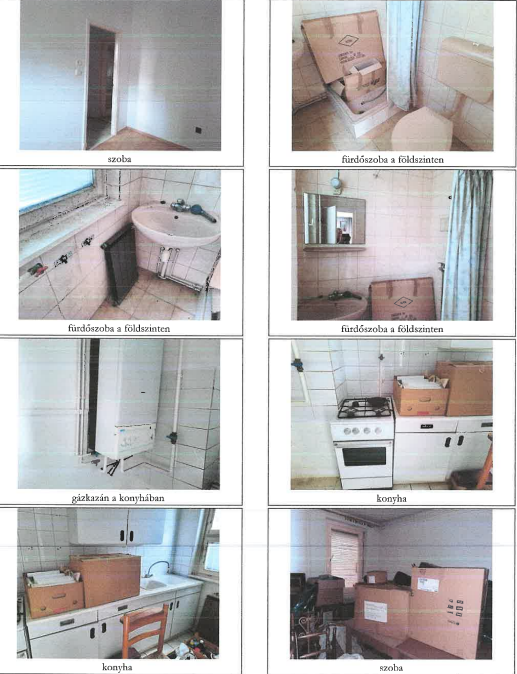 szoba
fürdőszoba a földszinten
fürdőszoba a földszinten
fürdőszoba a földszinten
gázkazán a konyhában
konyha
konyha
szoba